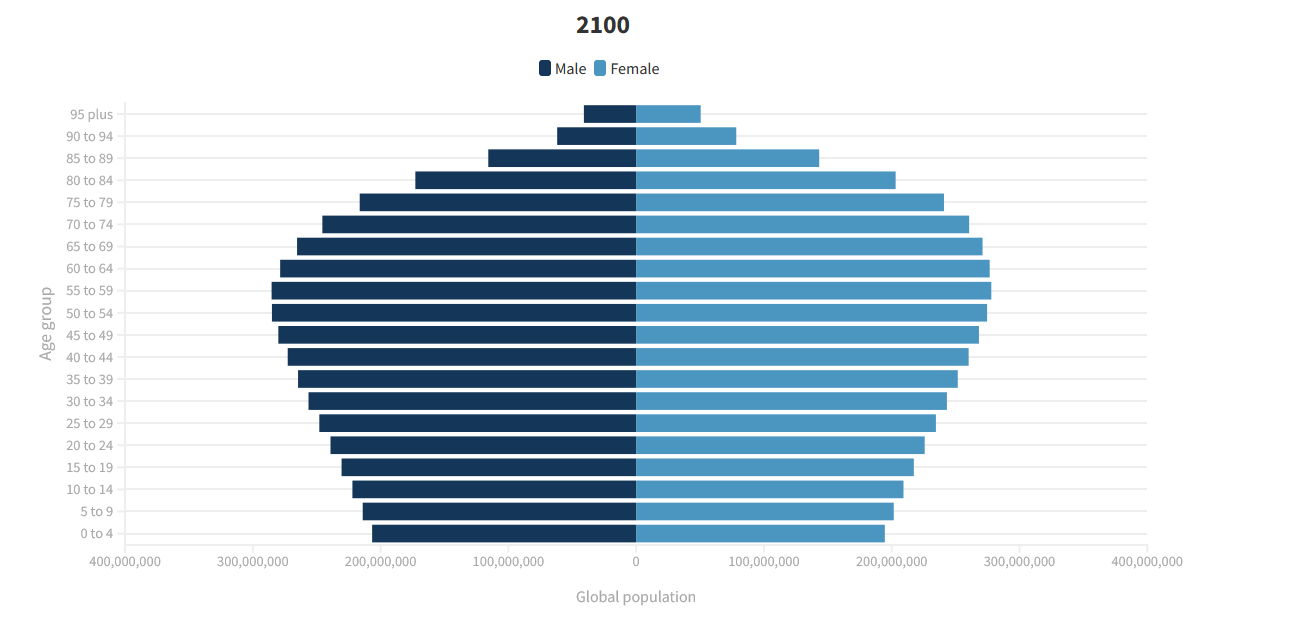 2100
Male Female
95 plus
90 to 94
85 to 89
80 to 84
75 to 79
70 to 74
65 to 69
60 to 64
55 to 59
50 to 54
45 to 49
40 to 44
35 to 39
30 to 34
25 to 29
20 to 24
15 to 19
10 to 14
5 to 9
0 to 4
Age group
400,000,000 300,000,000 200,000,000 100,000,000 0 100,000,000 200,000,000 300,000,000 400,000,000
Global population